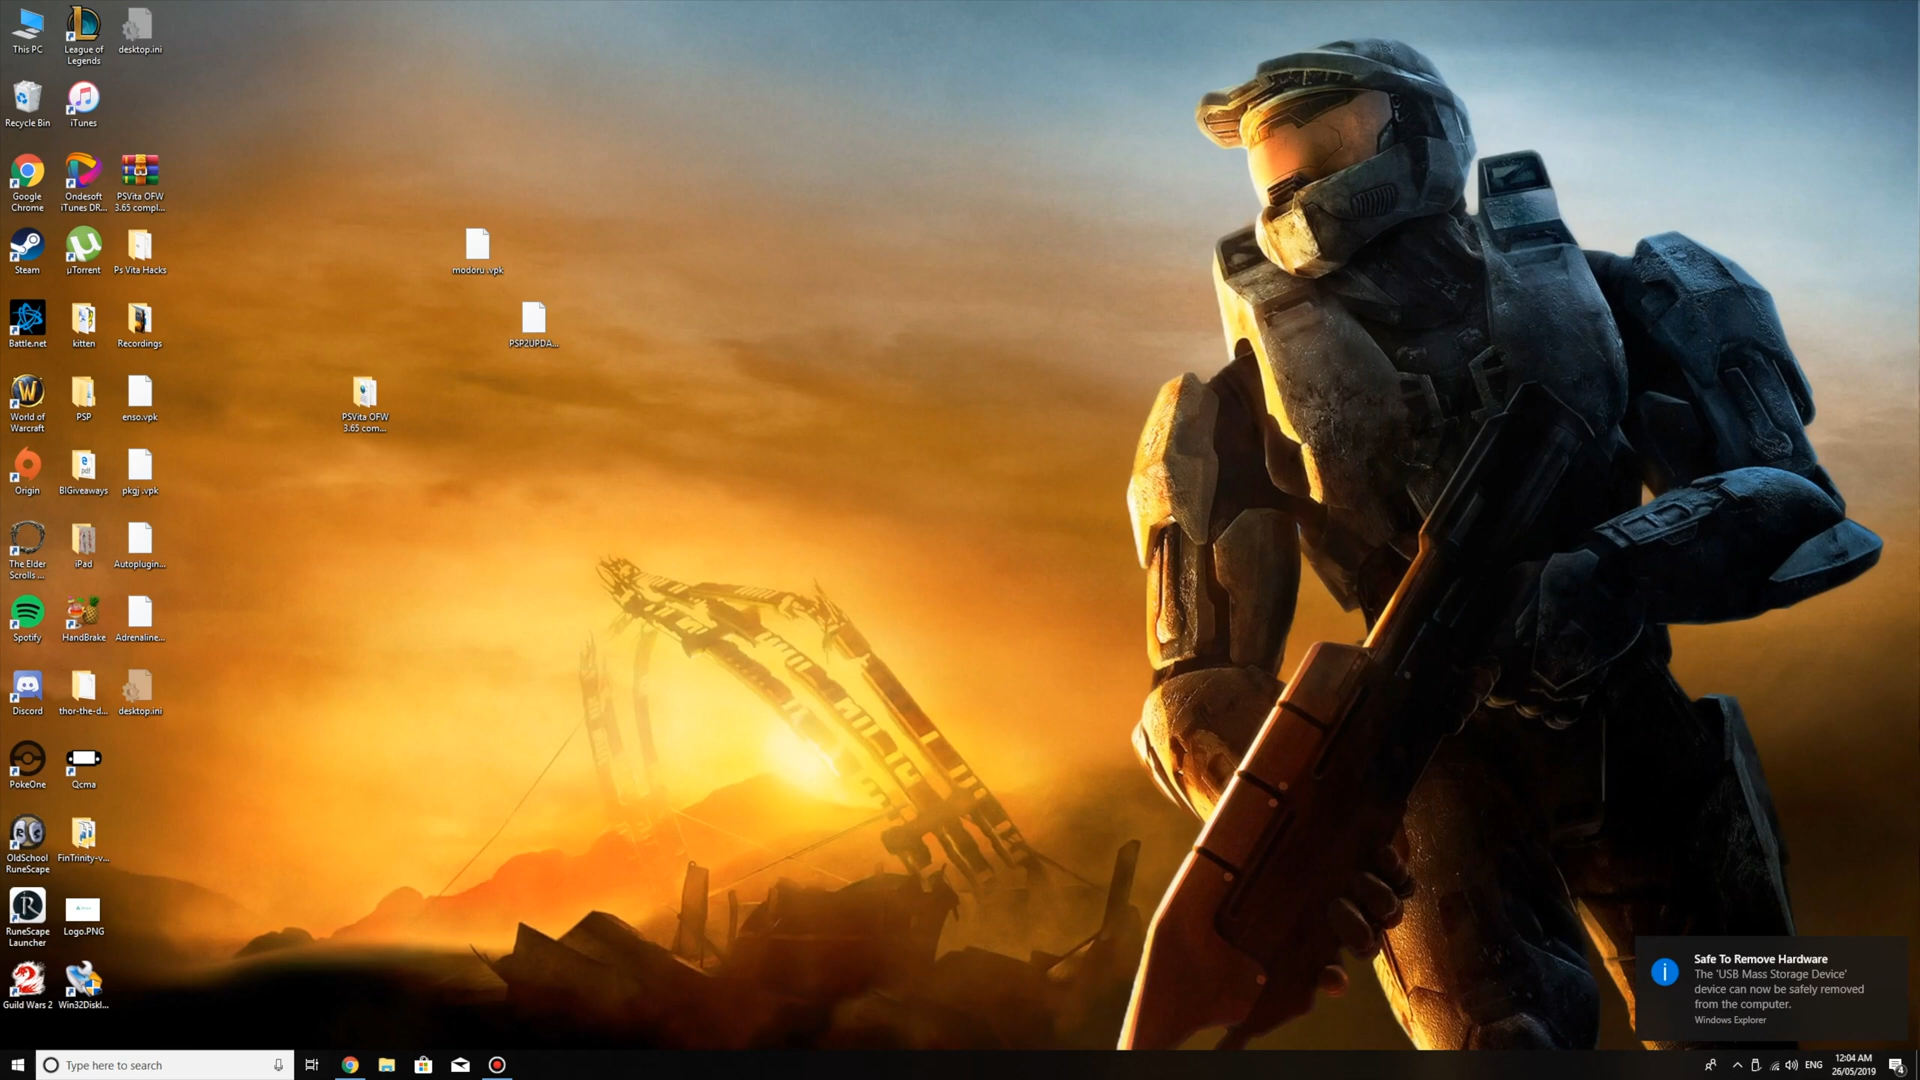 This PC
League of
Legends
desktop.ini
Recycle Bin
iTunes
Google
Chrome
Ondesoft
iTunes DR...
PSVita OFW
3.65 compl...
Steam
µTorrent
Ps Vita Hacks
modoru .vpk
Battle.net
kitten
Recordings
PSP2UPDA...
World of
Warcraft
PSP
enso.vpk
PSVita OFW
3.65 com...
Origin
BIGiveaways
pkgj .vpk
The Elder
Scrolls ...
iPad
Autoplugin...
Spotify
HandBrake
Adrenaline...
Discord
thor-the-d...
desktop.ini
PokeOne
Qcma
OldSchool
RuneScape
FinTrinity-v...
RuneScape
Launcher
Logo.PNG
Guild Wars 2
Win32DiskI...
Safe To Remove Hardware
The 'USB Mass Storage Device'
device can now be safely removed
from the computer.
Windows Explorer
Type here to search
ENG
12:04 AM
26/05/2019
4